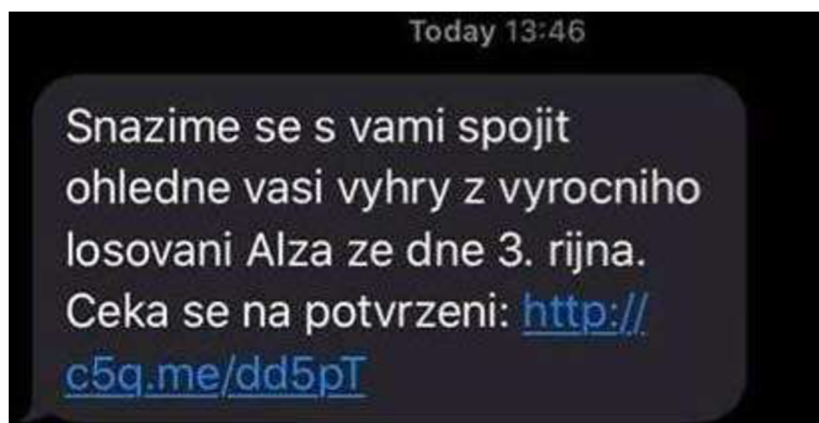 Today 13:46
Snazime se s vami spojit
ohledne vasi vyhry z vyrocniho
losovani Alza ze dne 3. rijna.
Ceka se na potvrzeni: http://
c5q.me/dd5pT